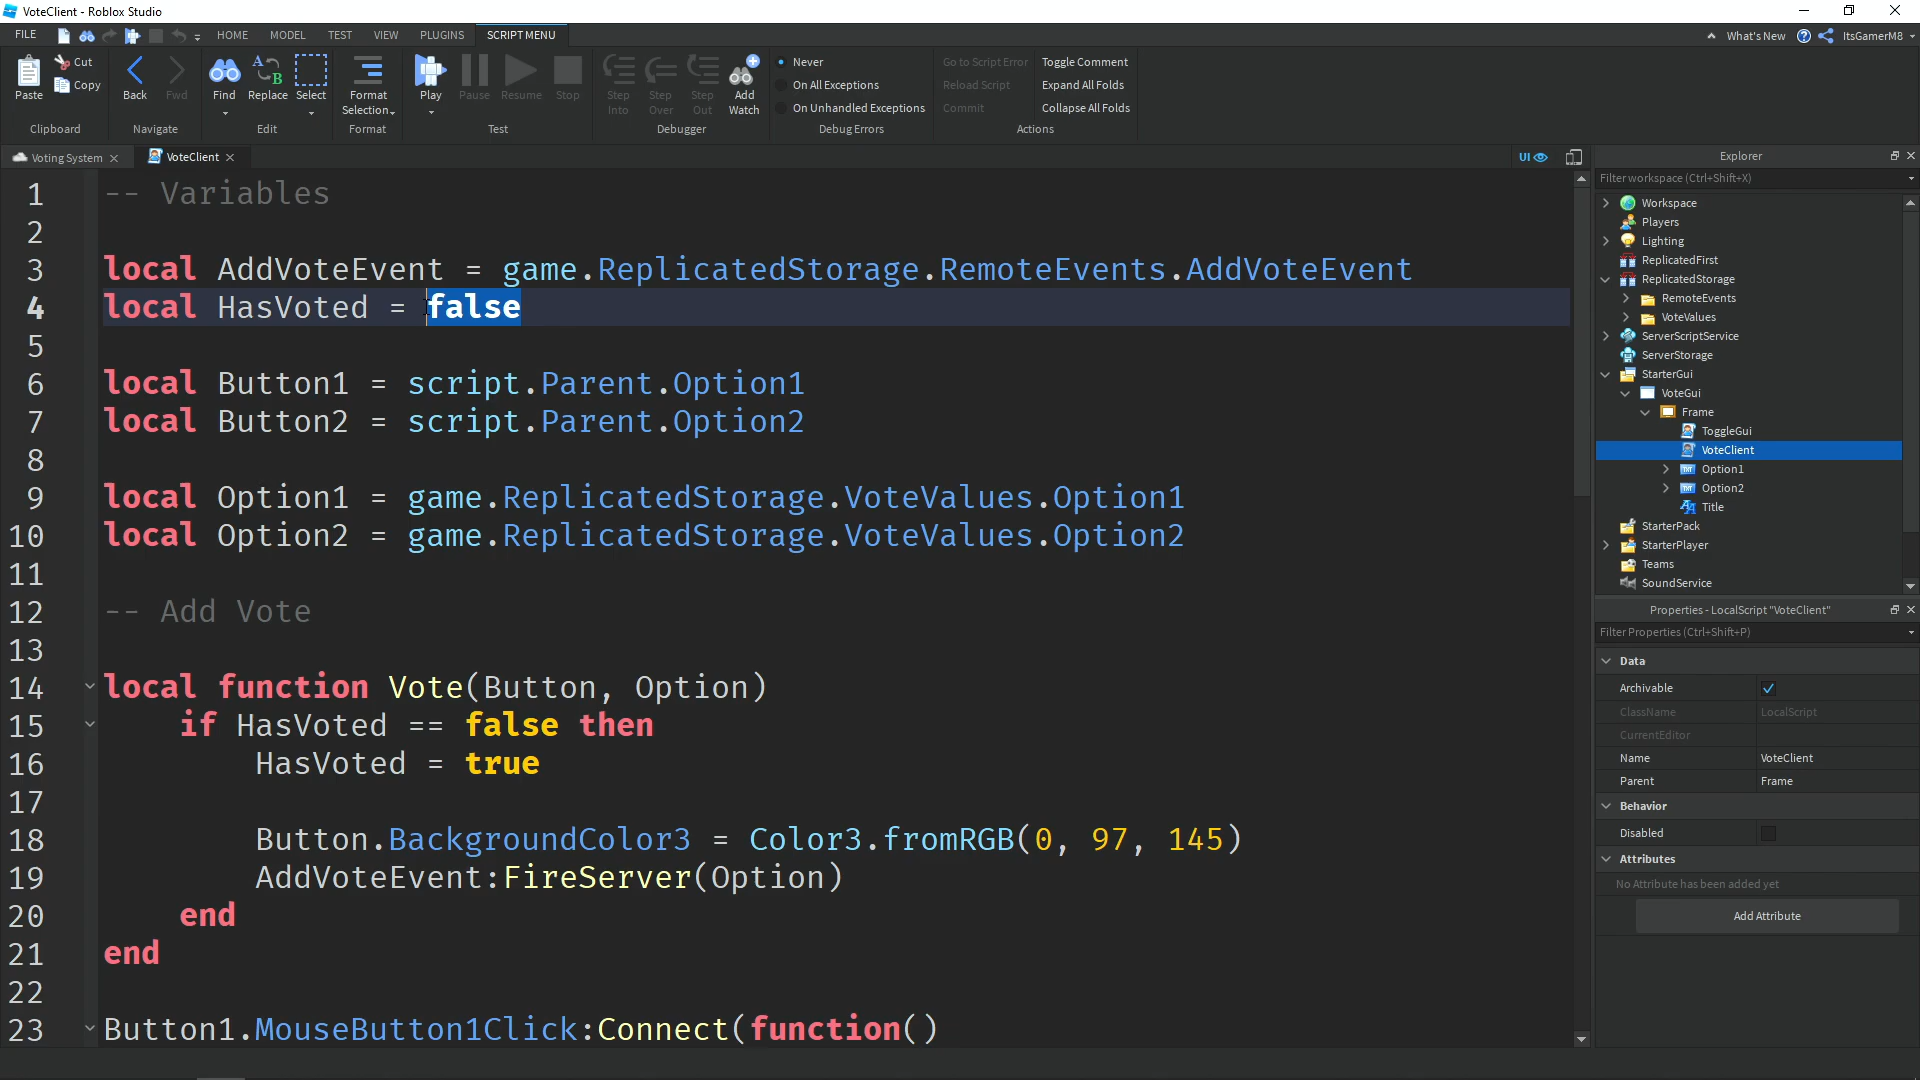 VoteClient - Roblox Studio
FILE
HOME
MODEL
TEST
VIEW
PLUGINS
SCRIPT MENU
What's New
ItsGamerM8
Paste
Cut
Copy
Clipboard
Back
Fwd
Navigate
Find
Replace
Select
Edit
Format
Selection
Format
Play
Pause
Resume
Stop
Test
Step
Into
Step
Over
Step
Out
Add
Watch
Debugger
Never
On All Exceptions
On Unhandled Exceptions
Debug Errors
Go to Script Error
Reload Script
Commit
Toggle Comment
Expand All Folds
Collapse All Folds
Actions
Voting System
VoteClient
UI
1 -- Variables
2
3 local AddVoteEvent = game.ReplicatedStorage.RemoteEvents.AddVoteEvent
4 local HasVoted = false
5
6 local Button1 = script.Parent.Option1
7 local Button2 = script.Parent.Option2
8
9 local Option1 = game.ReplicatedStorage.VoteValues.Option1
10 local Option2 = game.ReplicatedStorage.VoteValues.Option2
11
12 -- Add Vote
13
14 local function Vote(Button, Option)
15 if HasVoted == false then
16 HasVoted = true
17
18 Button.BackgroundColor3 = Color3.fromRGB(0, 97, 145)
19 AddVoteEvent:FireServer(Option)
20 end
21 end
22
23 Button1.MouseButton1Click:Connect(function()
Explorer
Filter workspace (Ctrl+Shift+X)
Workspace
Players
Lighting
ReplicatedFirst
ReplicatedStorage
RemoteEvents
VoteValues
ServerScriptService
ServerStorage
StarterGui
VoteGui
Frame
ToggleGui
VoteClient
Option1
Option2
Title
StarterPack
StarterPlayer
Teams
SoundService
Properties - LocalScript "VoteClient"
Filter Properties (Ctrl+Shift+P)
Data
Archivable
ClassName LocalScript
CurrentEditor
Name VoteClient
Parent Frame
Behavior
Disabled
Attributes
No Attribute has been added yet
Add Attribute